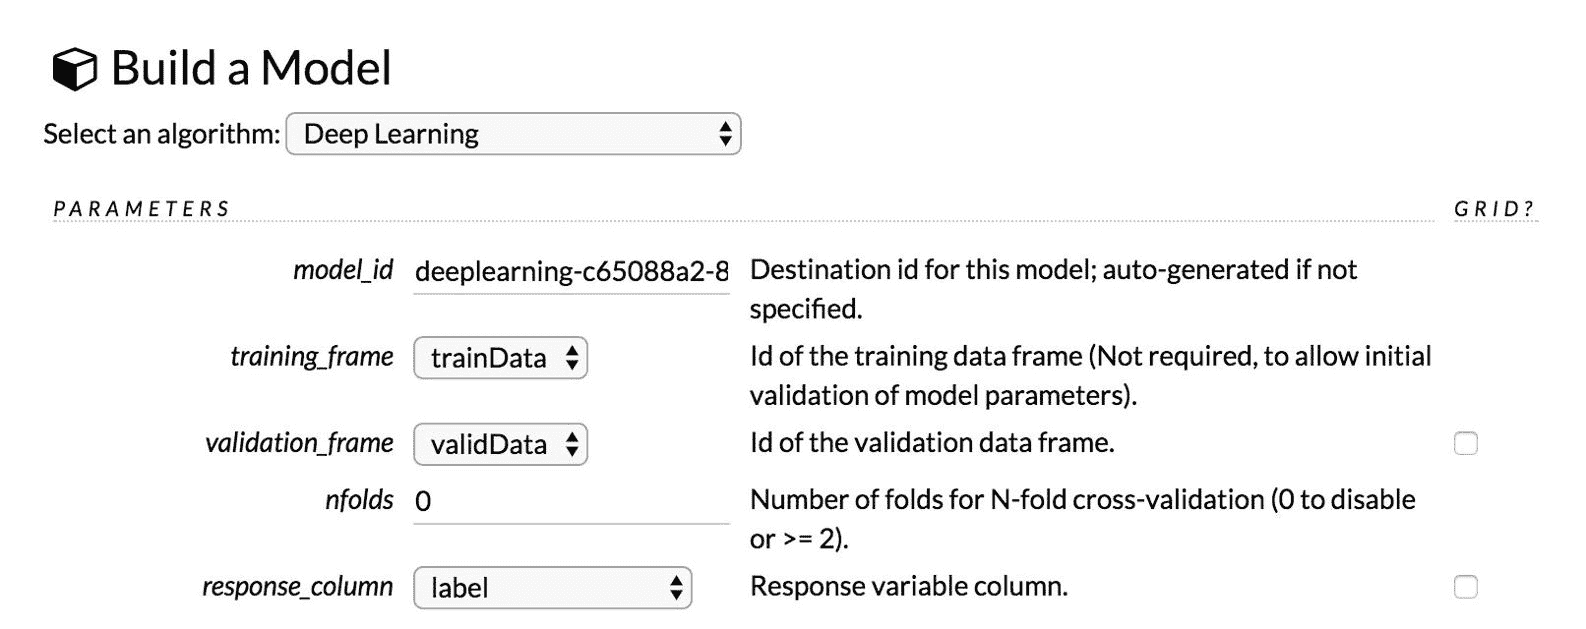 Build a Model
Select an algorithm: Deep Learning
PARAMETERS GRID?
model_id deeplearning-c65088a2-8 Destination id for this model; auto-generated if not
specified.
training_frame trainData Id of the training data frame (Not required, to allow initial
validation of model parameters).
validation_frame validData Id of the validation data frame.
nfolds 0 Number of folds for N-fold cross-validation (0 to disable
or >= 2).
response_column label Response variable column.